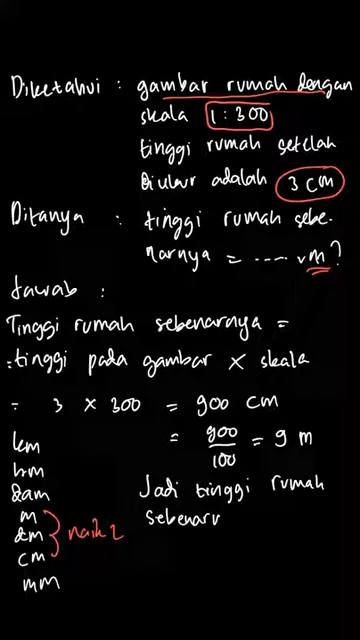 Diketahui : gambar rumah dengan
skala 1 : 300
tinggi rumah setelah
diukur adalah 3 cm
Ditanya : tinggi rumah sebe-
narnya = ..... m?
Jawab :
Tinggi rumah sebenarnya =
= tinggi pada gambar × skala
= 3 × 300 = 900 cm
= 900/100 = 9 m
km
hm
dam
m
dm
cm
mm
naik 2
Jadi tinggi rumah
sebenaru